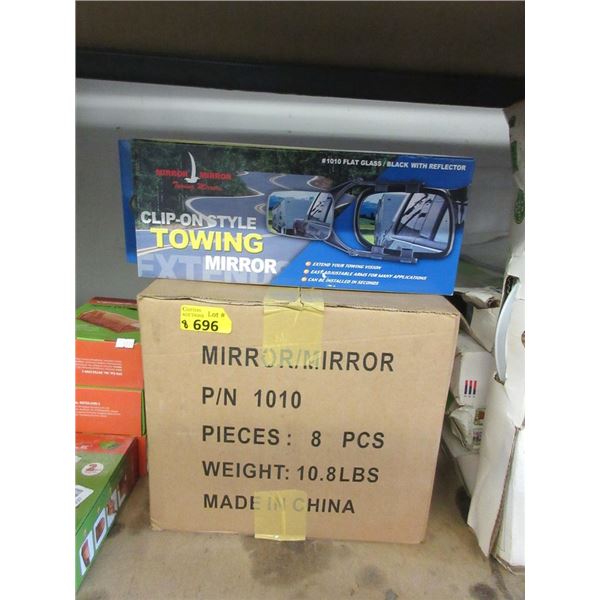 #1010 FLAT GLASS / BLACK WITH REFLECTOR
MIRROR MIRROR
Towing Mirrors
CLIP-ON STYLE
TOWING
MIRROR
EXTEND
EXTEND YOUR TOWING VISION
EASY ADJUSTABLE ARMS FOR MANY APPLICATIONS
CAN BE INSTALLED IN SECONDS
Lot #
8 696
MIRROR/MIRROR
P/N 1010
PIECES: 8 PCS
WEIGHT: 10.8LBS
MADE IN CHINA